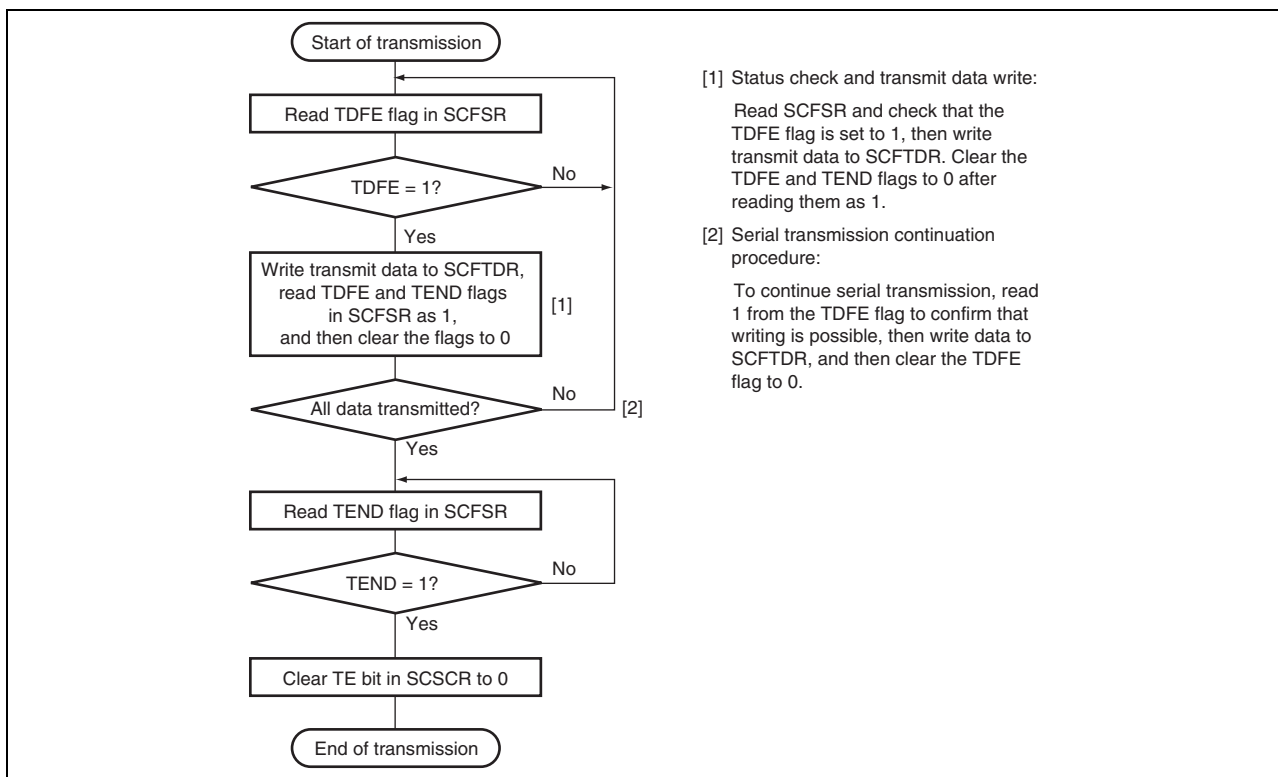 Start of transmission
Read TDFE flag in SCFSR
TDFE = 1?
No
Yes
Write transmit data to SCFTDR,
read TDFE and TEND flags
in SCFSR as 1,
and then clear the flags to 0
[1]
All data transmitted?
No
[2]
Yes
Read TEND flag in SCFSR
TEND = 1?
No
Yes
Clear TE bit in SCSCR to 0
End of transmission
[1] Status check and transmit data write:
Read SCFSR and check that the
TDFE flag is set to 1, then write
transmit data to SCFTDR. Clear the
TDFE and TEND flags to 0 after
reading them as 1.
[2] Serial transmission continuation
procedure:
To continue serial transmission, read
1 from the TDFE flag to confirm that
writing is possible, then write data to
SCFTDR, and then clear the TDFE
flag to 0.